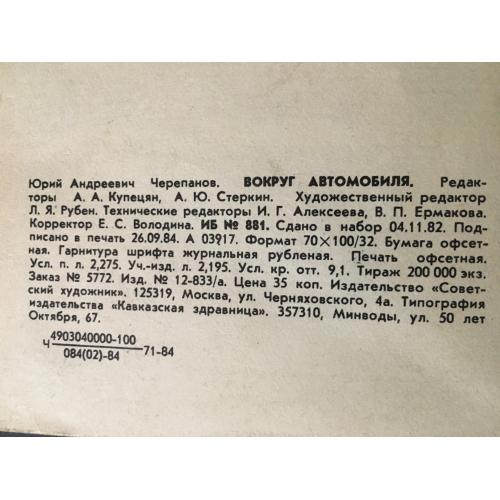 Юрий Андреевич Черепанов. ВОКРУГ АВТОМОБИЛЯ. Редак-
торы А. А. Купецян, А. Ю. Стеркин. Художественный редактор
Л. Я. Рубен. Технические редакторы И. Г. Алексеева, В. П. Ермакова.
Корректор Е. С. Володина. ИБ № 881. Сдано в набор 04.11.82. Под-
писано в печать 26.09.84. А 03917. Формат 70×100/32. Бумага офсет-
ная. Гарнитура шрифта журнальная рубленая. Печать офсетная.
Усл. п. л. 2,275. Уч.-изд. л. 2,195. Усл. кр. отт. 9,1. Тираж 200 000 экз.
Заказ № 5772. Изд. № 12-833/а. Цена 35 коп. Издательство «Совет-
ский художник». 125319, Москва, ул. Черняховского, 4а. Типография
издательства «Кавказская здравница». 357310, Минводы, ул. 50 лет
Октября, 67.
Ч 4903040000-100
084(02)-84 71-84